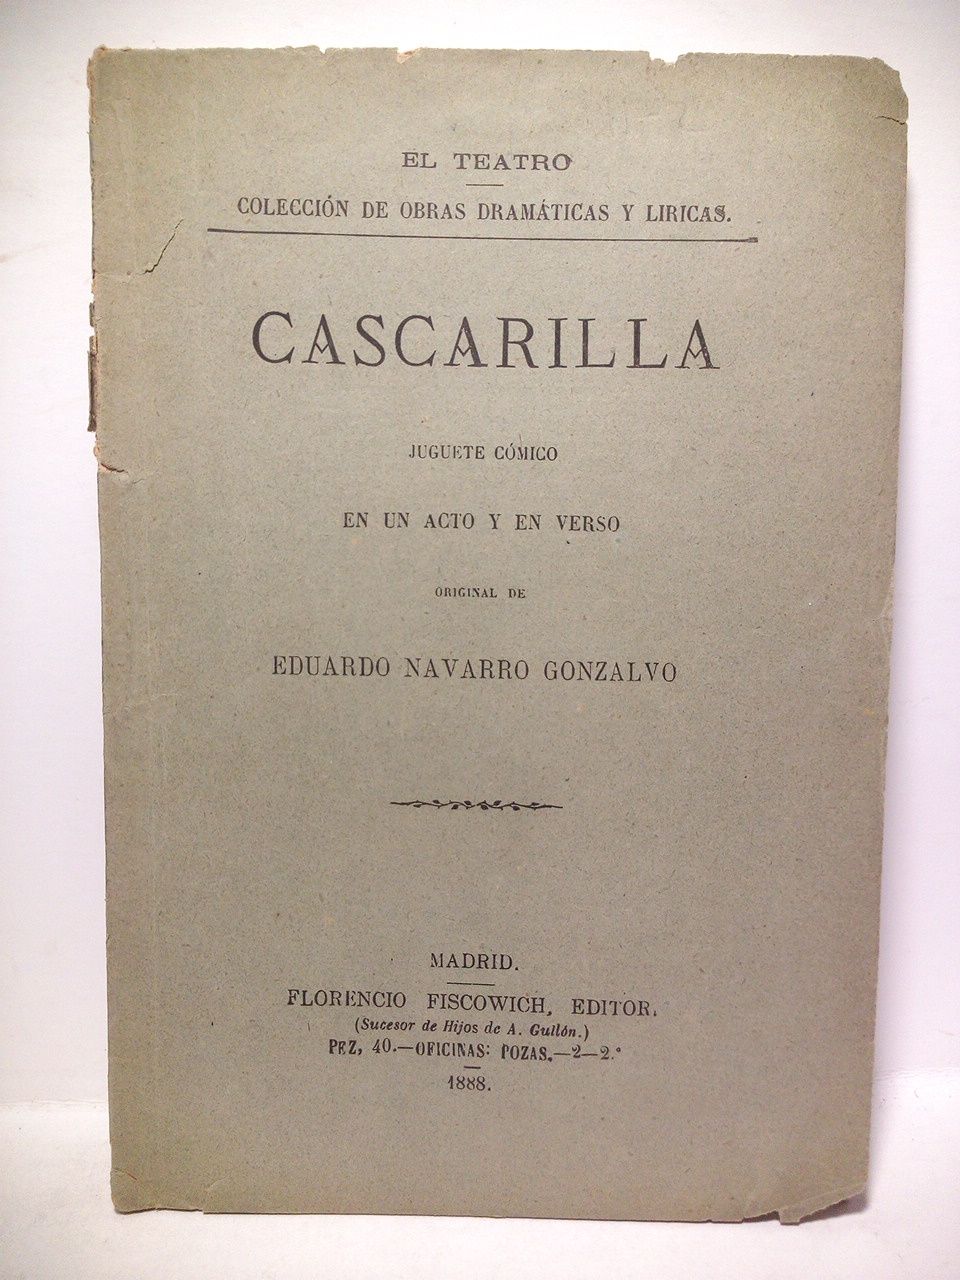 EL TEATRO
COLECCIÓN DE OBRAS DRAMÁTICAS Y LIRICAS.
CASCARILLA
JUGUETE CÓMICO
EN UN ACTO Y EN VERSO
ORIGINAL DE
EDUARDO NAVARRO GONZALVO
MADRID.
FLORENCIO FISCOWICH, EDITOR.
(Sucesor de Hijos de A. Gullón.)
PEZ, 40.—OFICINAS: POZAS.—2—2.º
1888.